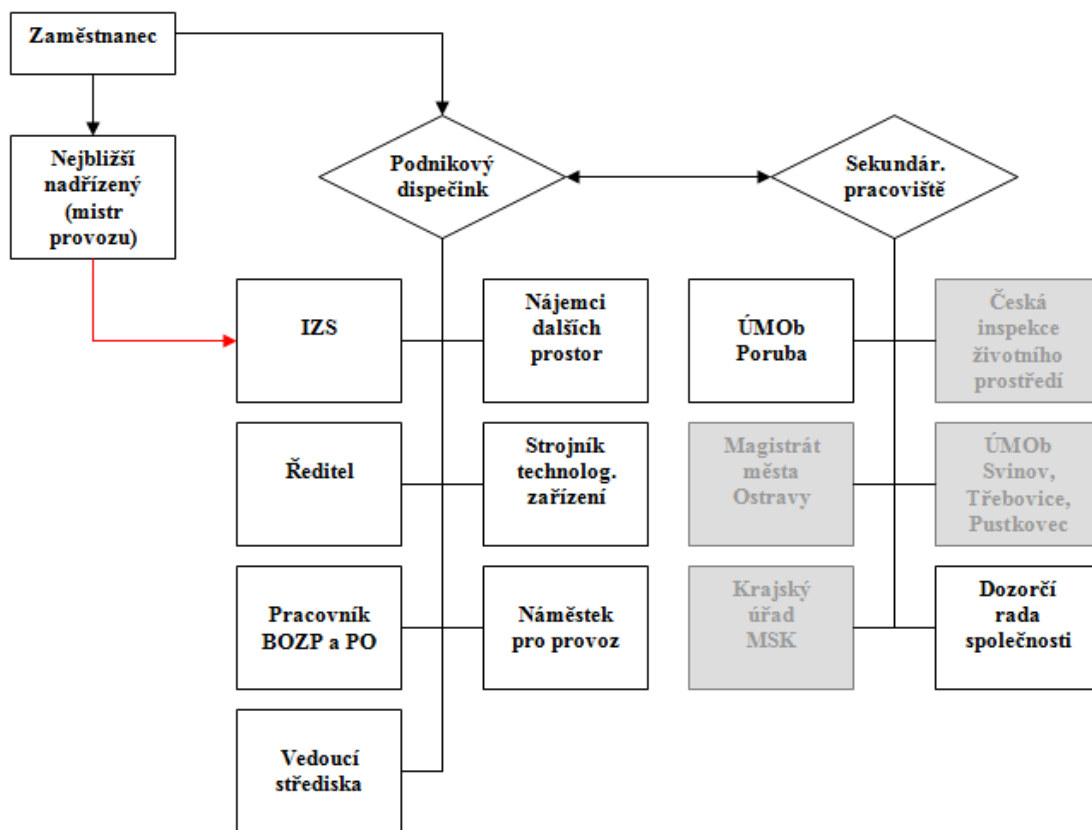 Zaměstnanec
Nejbližší
nadřízený
(mistr
provozu)
Podnikový
dispečink
Sekundár.
pracoviště
IZS
Nájemci
dalších
prostor
ÚMOb
Poruba
Česká
inspekce
životního
prostředí
Ředitel
Strojník
technolog.
zařízení
Magistrát
města
Ostravy
ÚMOb
Svinov,
Třebovice,
Pustkovec
Pracovník
BOZP a PO
Náměstek
pro provoz
Krajský
úřad
MSK
Dozorčí
rada
společnosti
Vedoucí
střediska